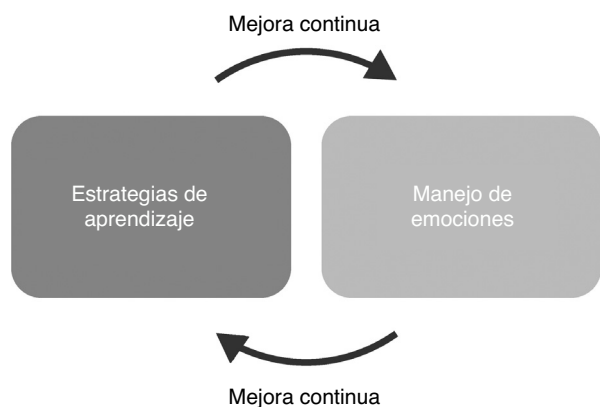 Mejora continua
Estrategias de
aprendizaje
Manejo de
emociones
Mejora continua